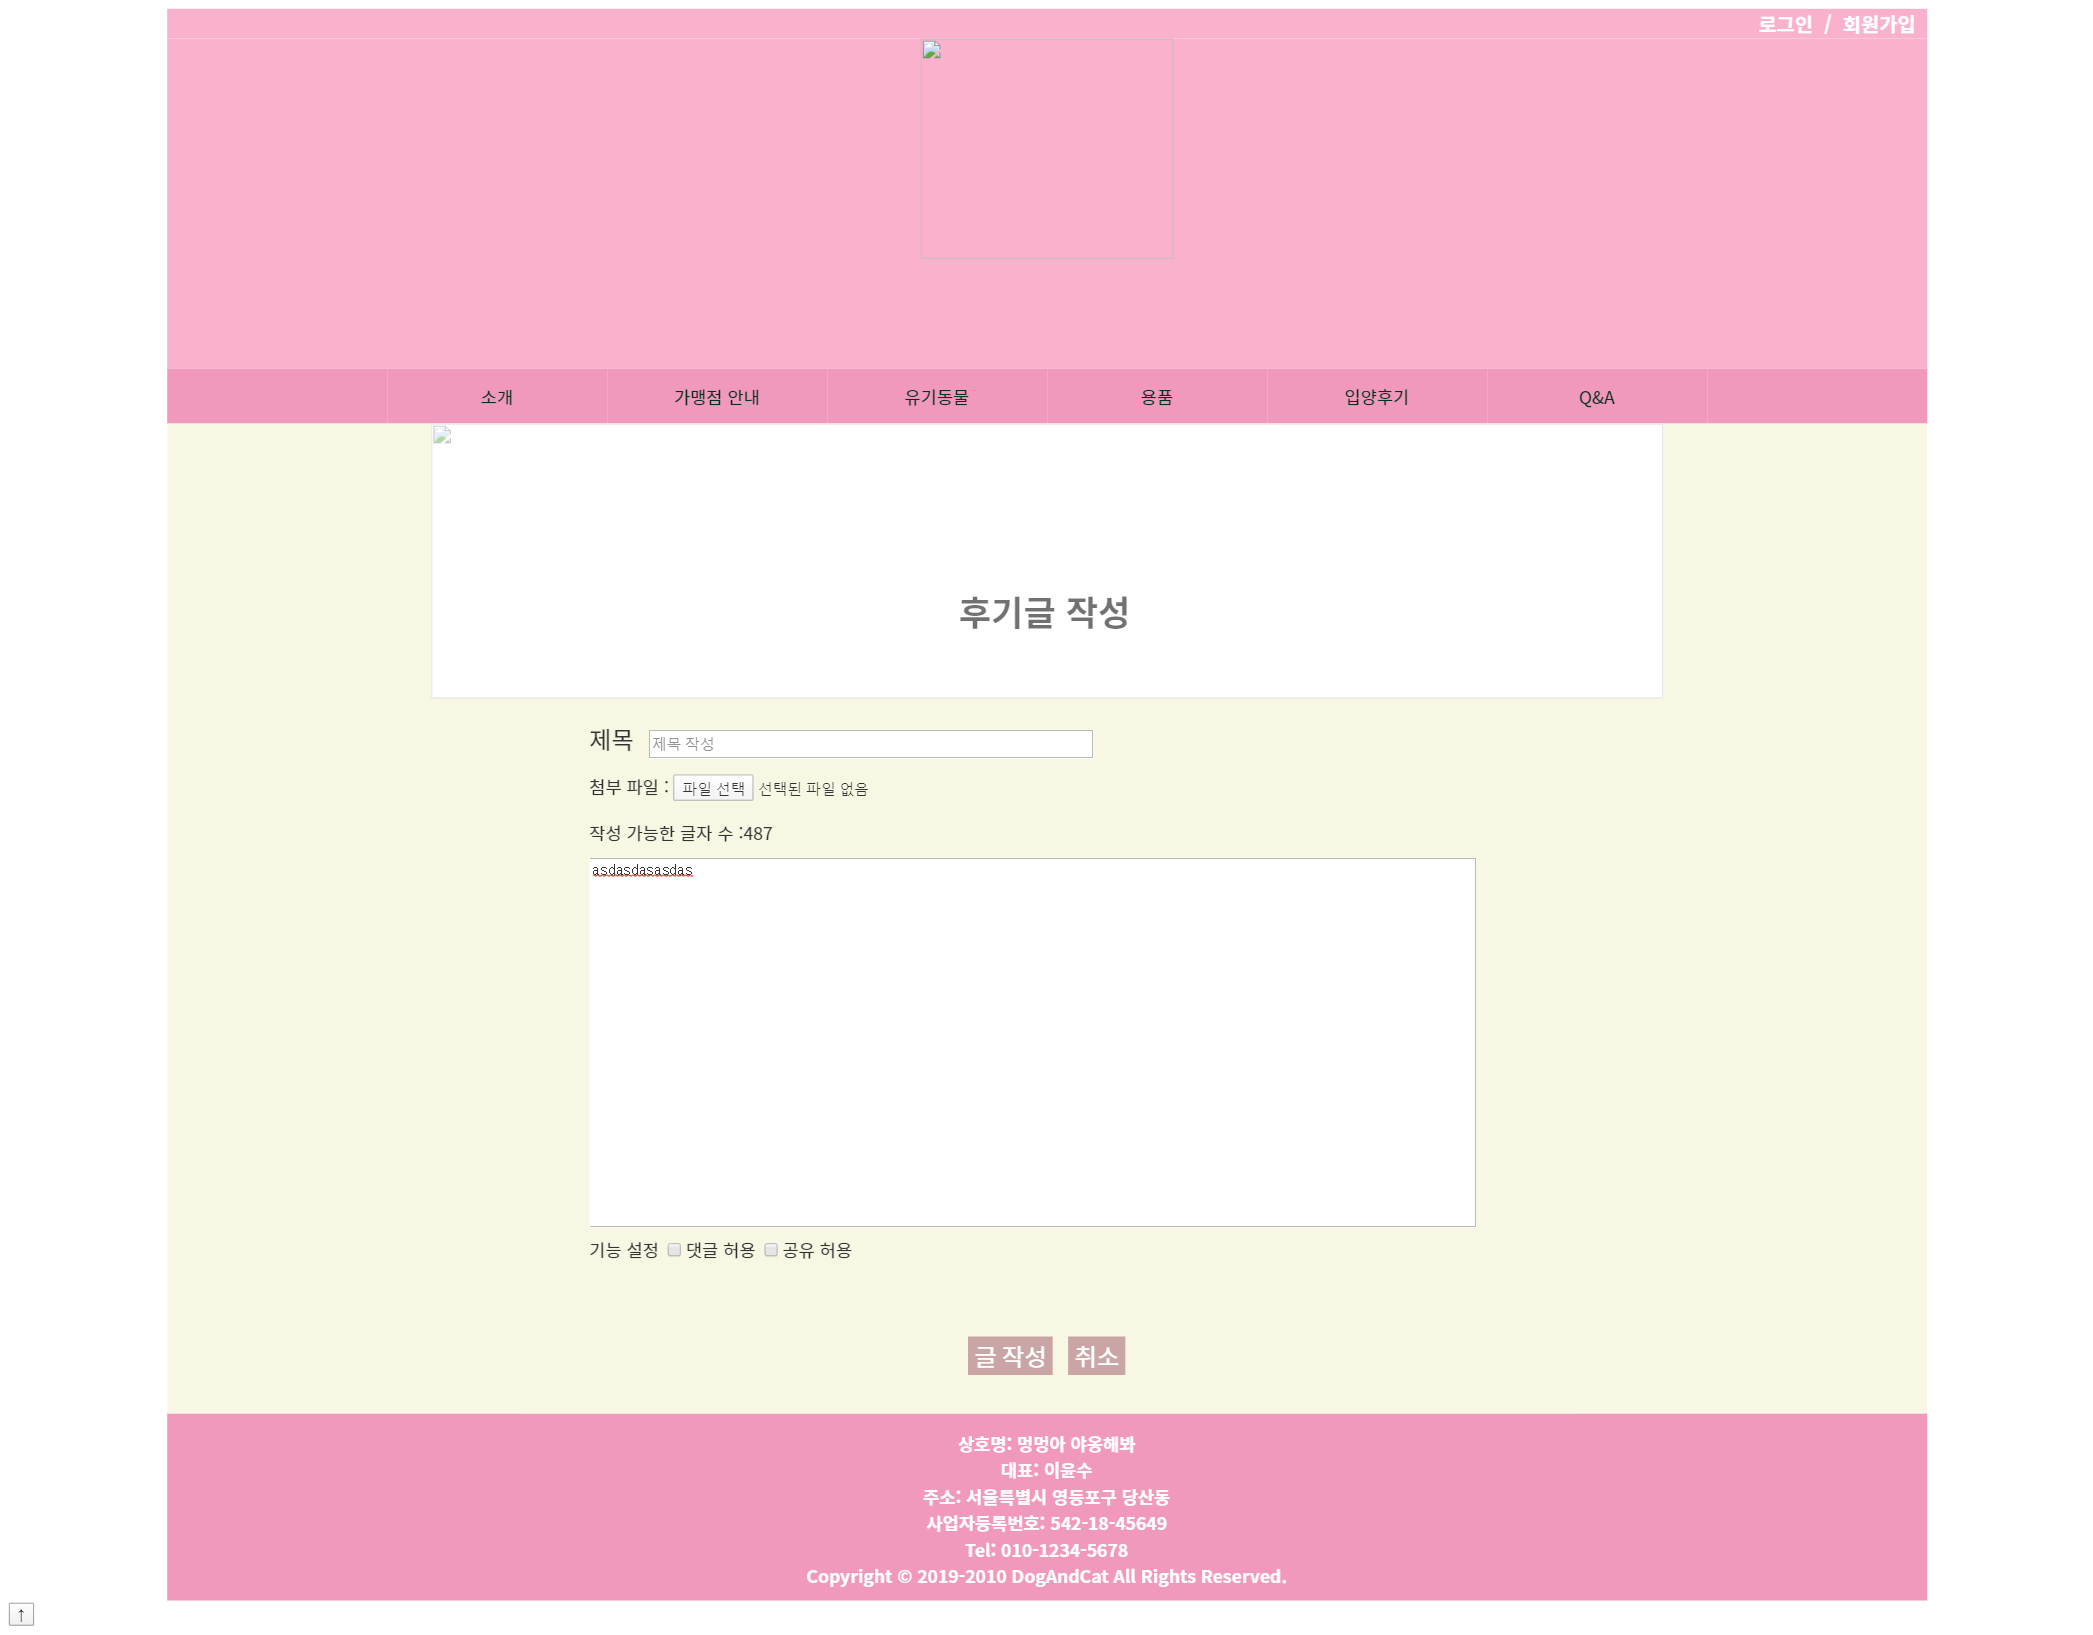 로그인 / 회원가입
소개 가맹점 안내 유기동물 용품 입양후기 Q&A
후기글 작성
제목 제목 작성
첨부 파일 : 파일 선택 선택된 파일 없음
작성 가능한 글자 수 :487
asdasdasasdas
기능 설정 댓글 허용 공유 허용
글 작성 취소
상호명: 멍멍아 야옹해봐
대표: 이윤수
주소: 서울특별시 영등포구 당산동
사업자등록번호: 542-18-45649
Tel: 010-1234-5678
Copyright © 2019-2010 DogAndCat All Rights Reserved.
↑